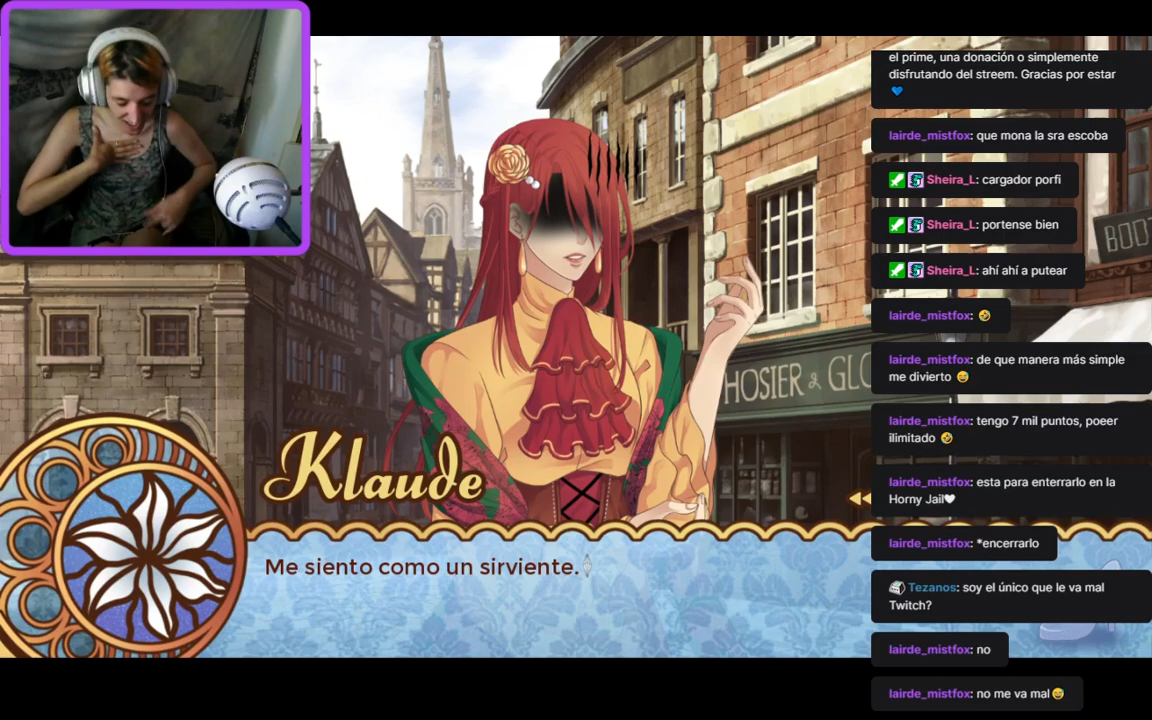 el prime, una donación o simplemente
disfrutando del streem. Gracias por estar
💙
lairde_mistfox: que mona la sra escoba
Sheira_L: cargador porfi
Sheira_L: portense bien
Sheira_L: ahí ahí a putear
lairde_mistfox: 🤣
lairde_mistfox: de que manera más simple
me divierto 😅
lairde_mistfox: tengo 7 mil puntos, poeer
ilimitado 🤣
lairde_mistfox: esta para enterrarlo en la
Horny Jail🤍
lairde_mistfox: *encerrarlo
Tezanos: soy el único que le va mal
Twitch?
lairde_mistfox: no
lairde_mistfox: no me va mal😅
HOSIER & GLO
BOOT
Klaude
Me siento como un sirviente.